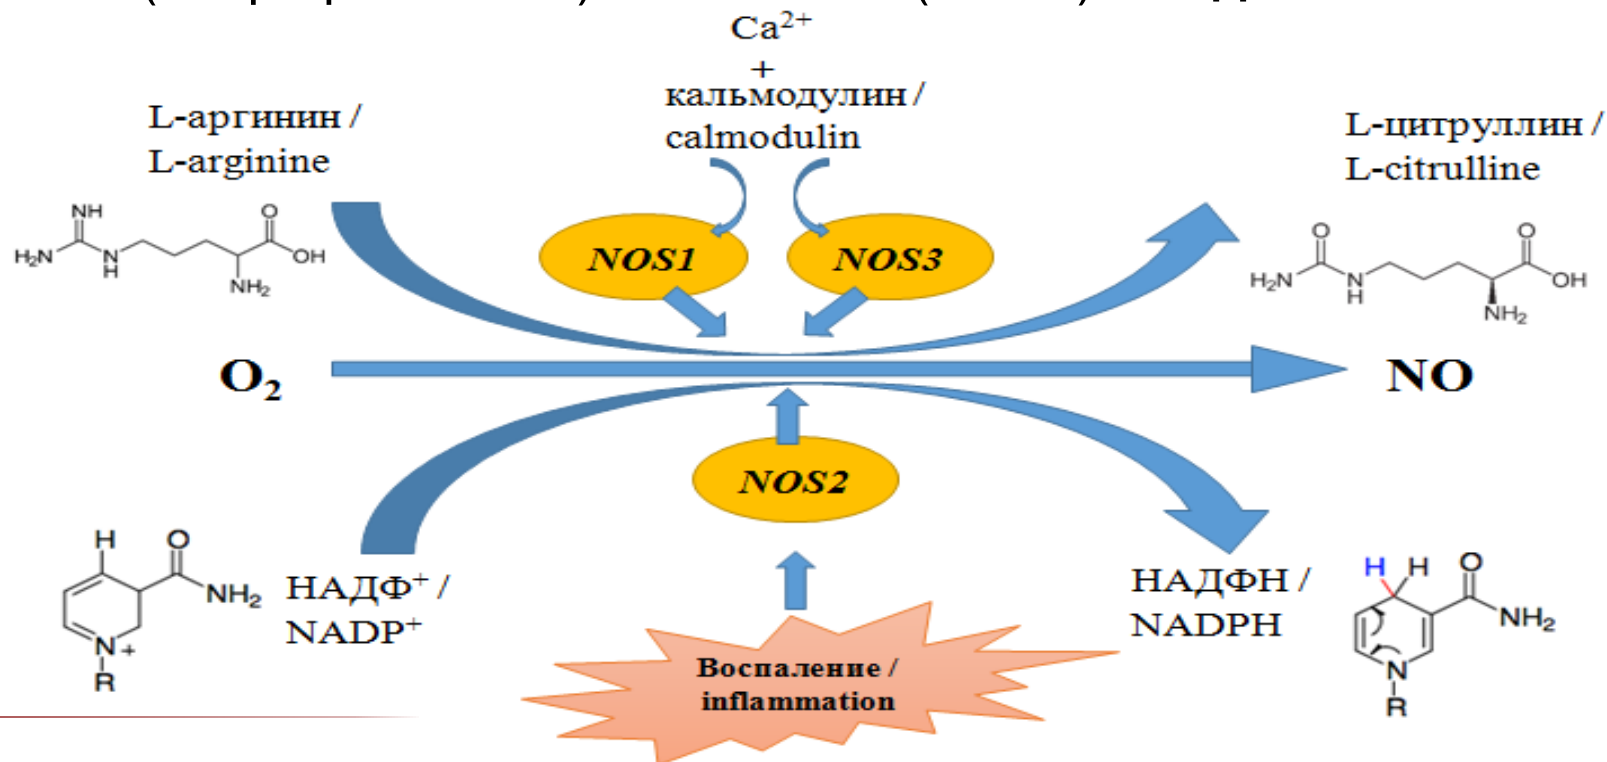 Ca²⁺
+
кальмодулин /
calmodulin
L-аргинин /
L-arginine
L-цитруллин /
L-citrulline
NH
H₂N
N
H
O
OH
NH₂
NOS1
NOS3
O
H₂N
N
H
O
OH
NH₂
O₂
NO
NOS2
H
O
NH₂
N +
R
НАДФ⁺ /
NADP⁺
Воспаление /
inflammation
НАДФН /
NADPH
H H
O
NH₂
N
R